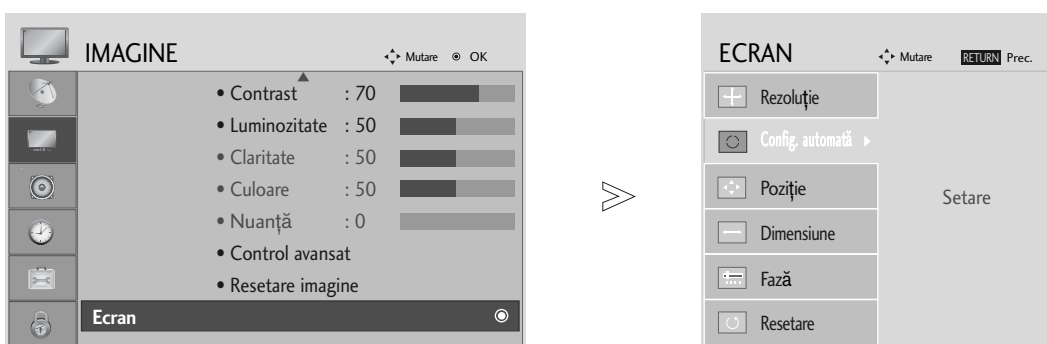 IMAGINE
Mutare OK
• Contrast : 70
• Luminozitate : 50
• Claritate : 50
• Culoare : 50
• Nuanță : 0
• Control avansat
• Resetare imagine
Ecran
ECRAN
Mutare RETURN Prec.
Rezoluție
Config. automată
Poziție
Dimensiune
Fază
Resetare
Setare